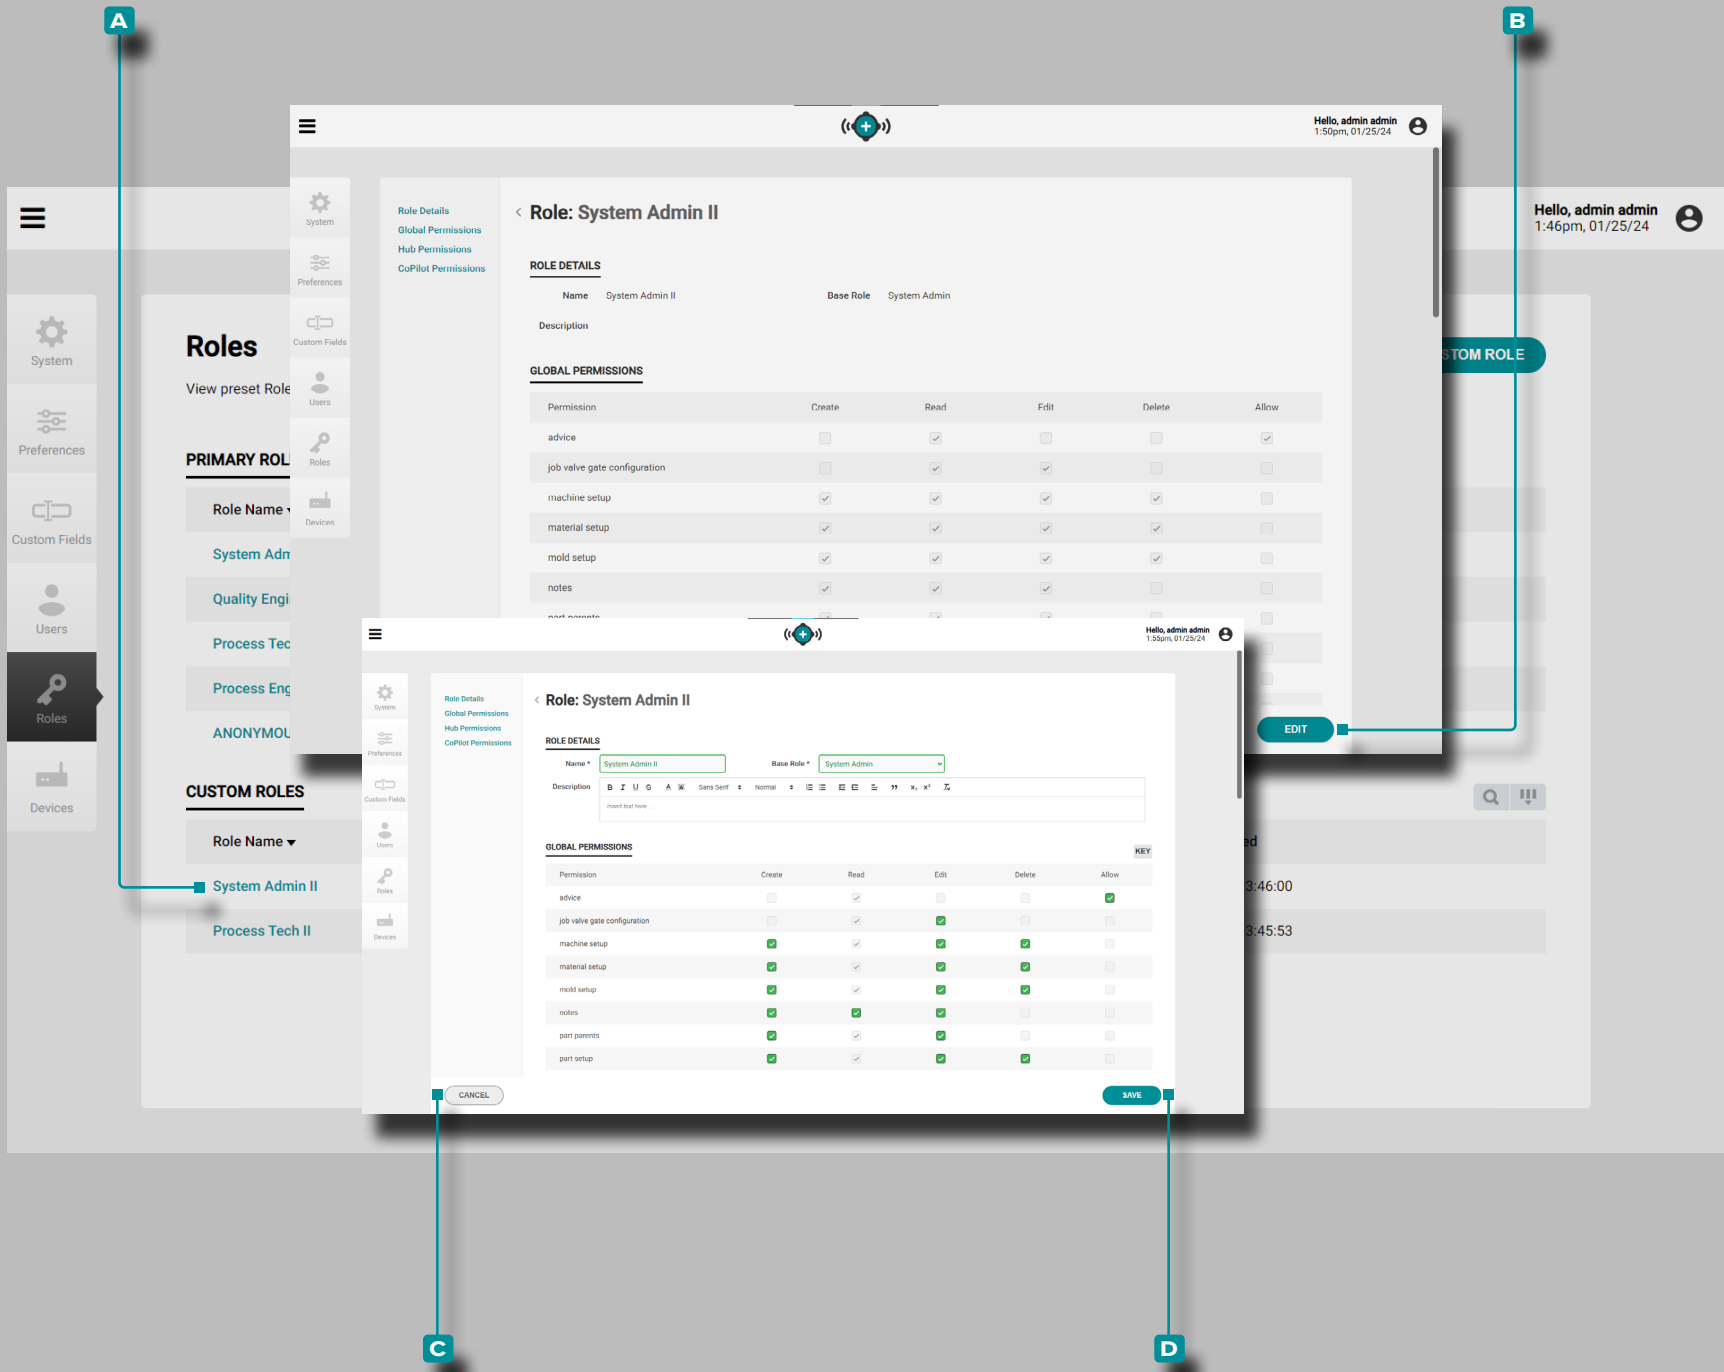 A
B
Hello, admin admin
1:50pm, 01/25/24
Hello, admin admin
1:46pm, 01/25/24
System
Preferences
Custom Fields
Users
Roles
Devices
Roles
View preset Role
PRIMARY ROL
Role Name
System Adm
Quality Engi
Process Tec
Process Eng
ANONYMOU
CUSTOM ROLES
Role Name
System Admin II
Process Tech II
STOM ROLE
ed
3:46:00
3:45:53
System
Preferences
Custom Fields
Users
Roles
Devices
Role Details
Global Permissions
Hub Permissions
CoPilot Permissions
< Role: System Admin II
ROLE DETAILS
Name System Admin II Base Role System Admin
Description
GLOBAL PERMISSIONS
Permission Create Read Edit Delete Allow
advice
job valve gate configuration
machine setup
material setup
mold setup
notes
part parents
EDIT
Hello, admin admin
1:55pm, 01/25/24
System
Preferences
Custom Fields
Users
Roles
Devices
Role Details
Global Permissions
Hub Permissions
CoPilot Permissions
< Role: System Admin II
ROLE DETAILS
Name * System Admin II Base Role * System Admin
Description B I U S A Sans Serif Normal
Insert text here ...
GLOBAL PERMISSIONS
KEY
Permission Create Read Edit Delete Allow
advice
job valve gate configuration
machine setup
material setup
mold setup
notes
part parents
part setup
CANCEL
SAVE
C
D